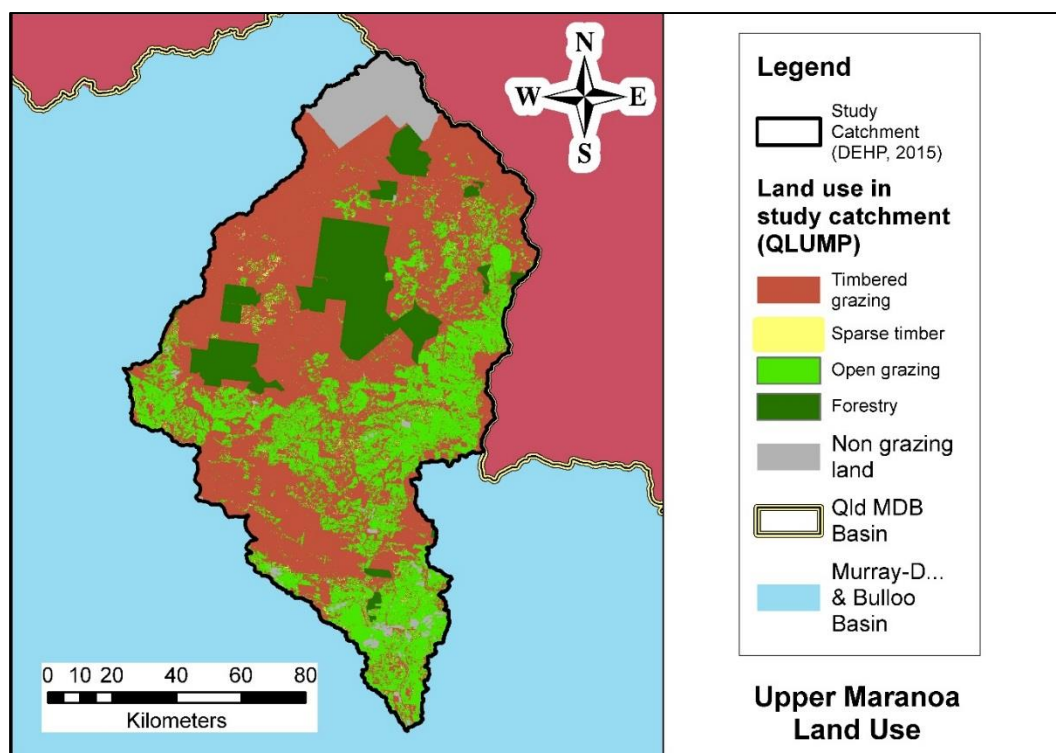 N
W E
S
0 10 20 40 60 80
Kilometers
Legend
Study
Catchment
(DEHP, 2015)
Land use in
study catchment
(QLUMP)
Timbered
grazing
Sparse timber
Open grazing
Forestry
Non grazing
land
Qld MDB
Basin
Murray-D...
& Bulloo
Basin
Upper Maranoa
Land Use